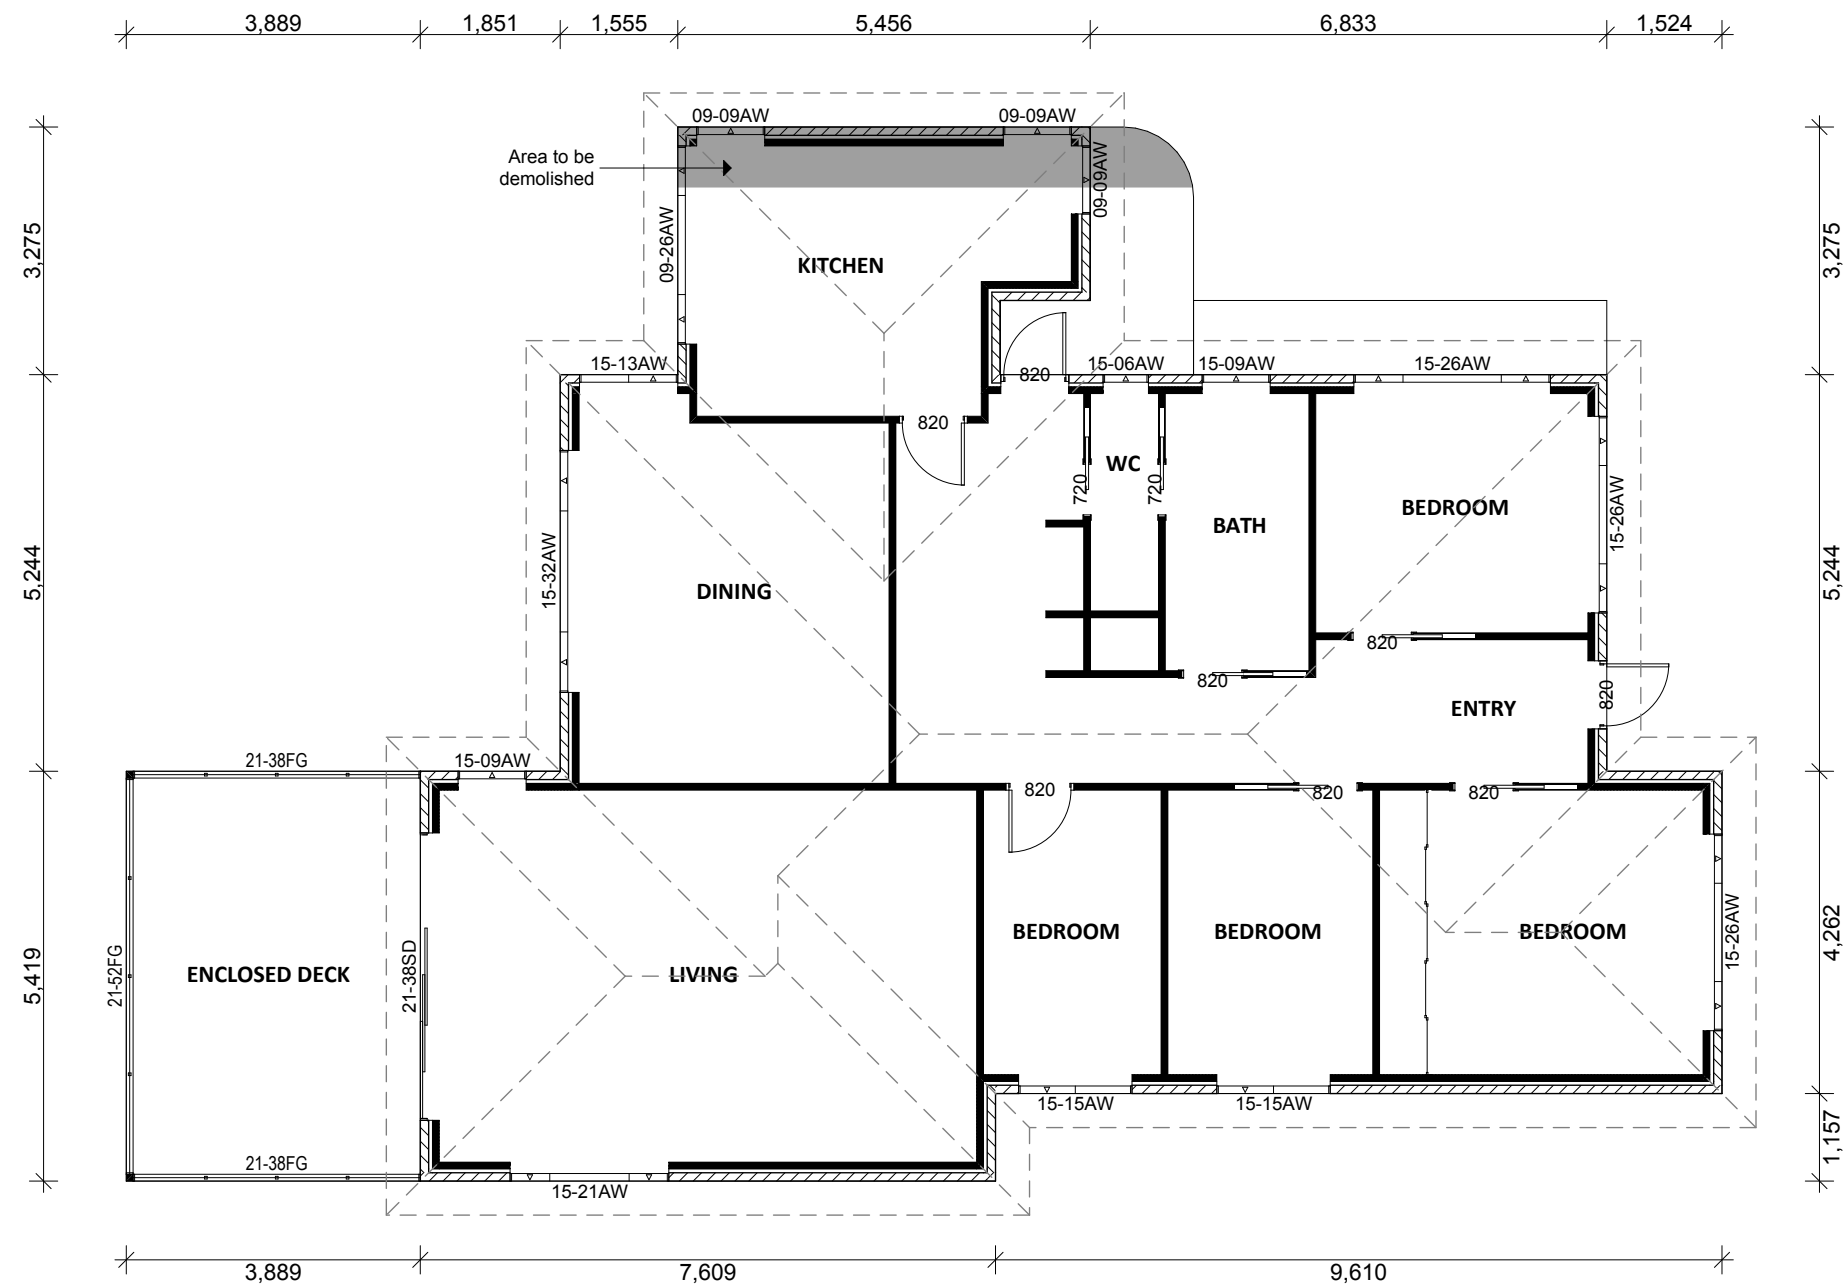 3,889
1,851
1,555
5,456
6,833
1,524
09-09AW
09-09AW
Area to be
demolished
09-09AW
3,275
09-26AW
KITCHEN
3,275
15-13AW
820
15-06AW
15-09AW
15-26AW
820
WC
720
720
BATH
BEDROOM
15-26AW
5,244
15-32AW
DINING
5,244
820
820
ENTRY
820
21-38FG
15-09AW
820
820
820
5,419
21-52FG
ENCLOSED DECK
21-38SD
LIVING
BEDROOM
BEDROOM
BEDROOM
15-26AW
4,262
15-15AW
15-15AW
1,157
21-38FG
15-21AW
3,889
7,609
9,610